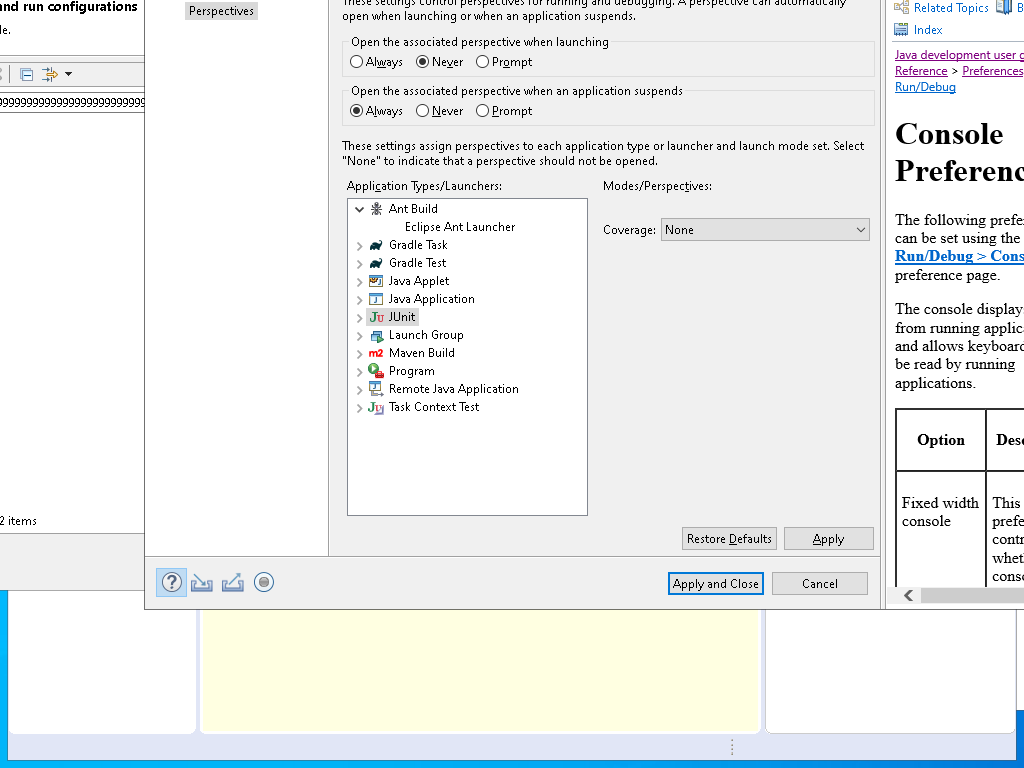 and run configurations
le.
Perspectives
These settings control perspectives for running and debugging. A perspective can automatically
open when launching or when an application suspends.
Open the associated perspective when launching
Always
Never
Prompt
Open the associated perspective when an application suspends
Always
Never
Prompt
These settings assign perspectives to each application type or launcher and launch mode set. Select
"None" to indicate that a perspective should not be opened.
Application Types/Launchers:
Modes/Perspectives:
Ant Build
Eclipse Ant Launcher
Gradle Task
Gradle Test
Java Applet
Java Application
JUnit
Launch Group
Maven Build
Program
Remote Java Application
Task Context Test
Coverage:
None
2 items
Restore Defaults
Apply
Apply and Close
Cancel
Related Topics
B
Index
Java development user g
Reference > Preferences
Run/Debug
Console
Preferenc
The following prefe
can be set using the
Run/Debug > Cons
preference page.
The console display
from running applica
and allows keyboard
be read by running
applications.
Option
Desc
Fixed width
console
This
prefe
contr
wheth
conso